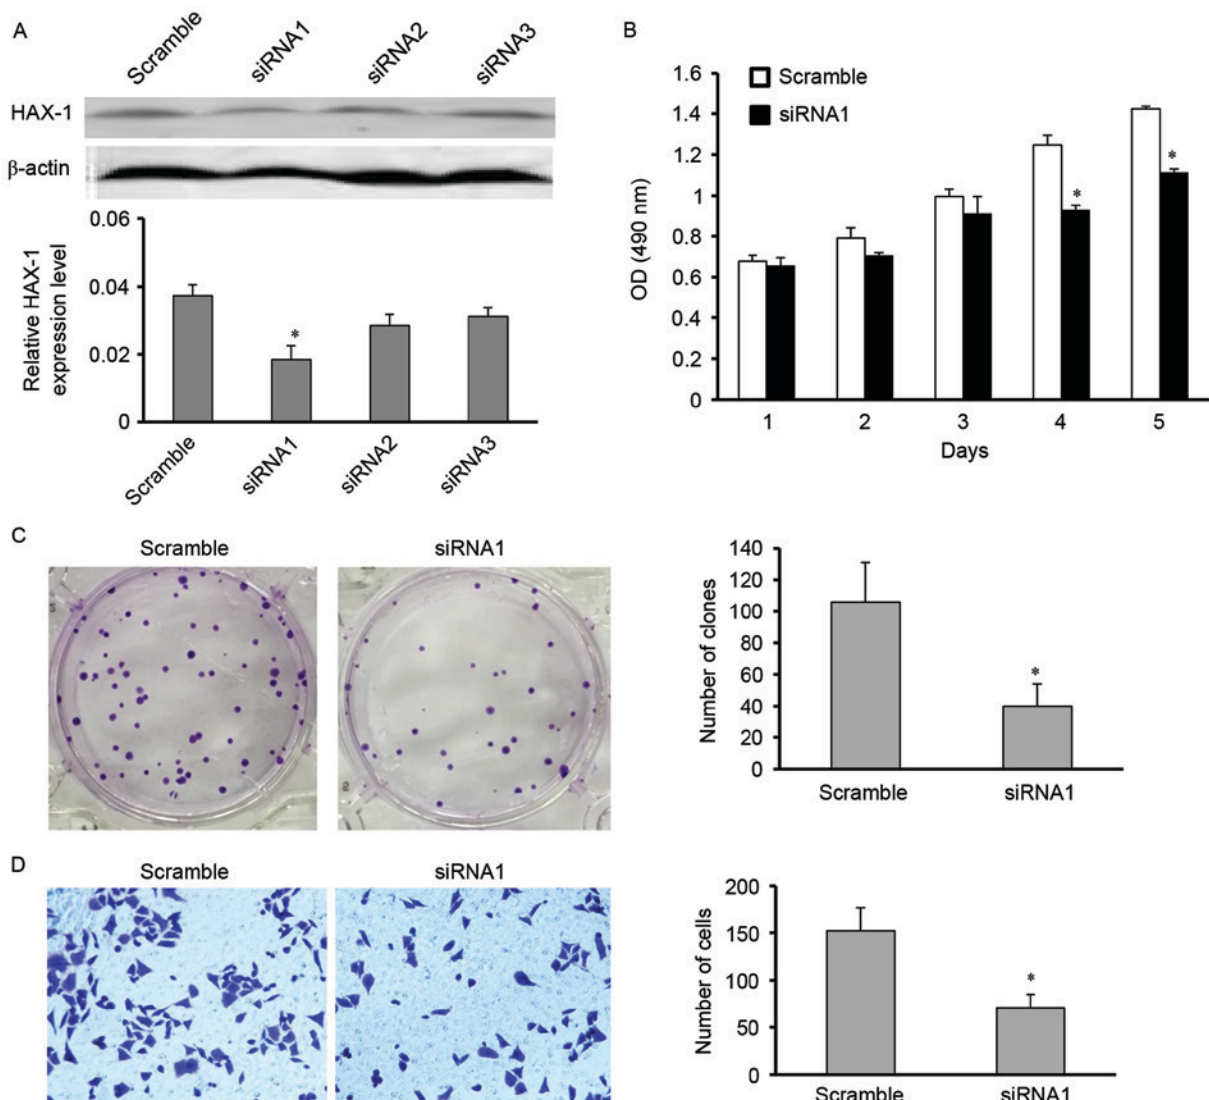 A
Scramble
siRNA1
siRNA2
siRNA3
HAX-1
β-actin
Relative HAX-1
expression level
0.06
0.04
0.02
0
*
Scramble
siRNA1
siRNA2
siRNA3
B
Scramble
siRNA1
OD (490 nm)
1.6
1.4
1.2
1
0.8
0.6
0.4
0.2
0
*
*
1 2 3 4 5
Days
C
Scramble
siRNA1
Number of clones
140
120
100
80
60
40
20
0
*
Scramble siRNA1
D
Scramble
siRNA1
Number of cells
200
150
100
50
0
*
Scramble siRNA1